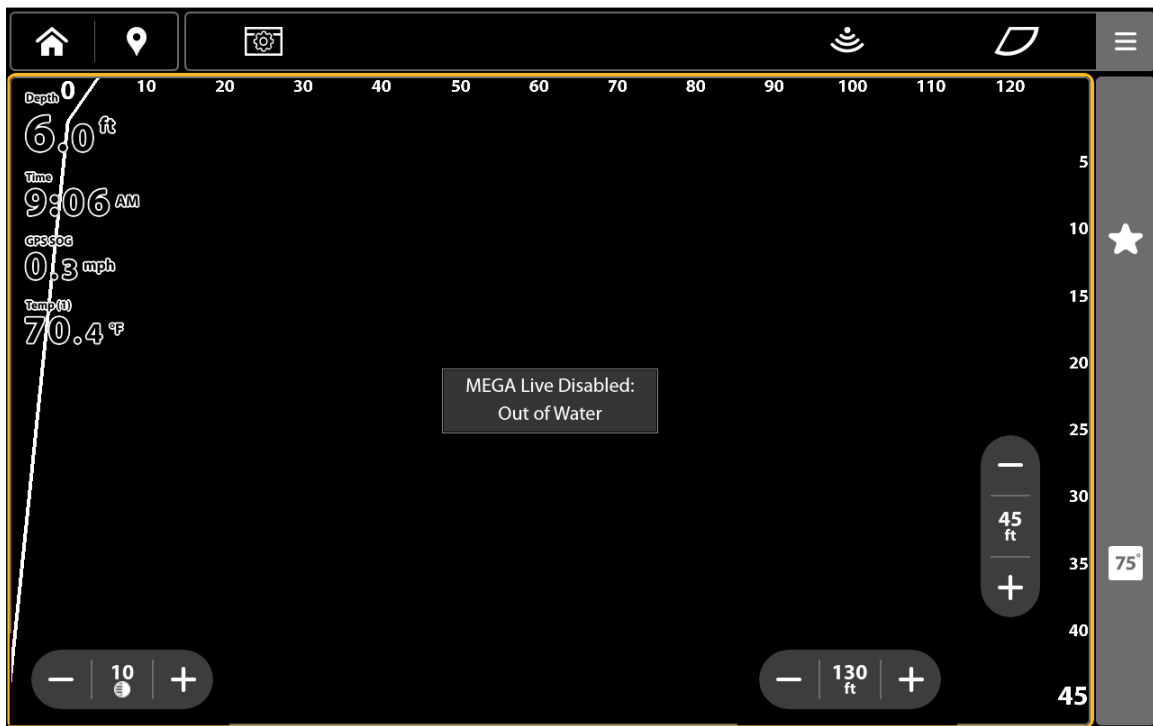 0 10 20 30 40 50 60 70 80 90 100 110 120
Depth
6.0 ft
Time
9:06 AM
GPS SOG
0.3 mph
Temp (1)
70.4 °F
5
10
15
20
25
30
35
40
45
MEGA Live Disabled:
Out of Water
45
ft
75°
10
130
ft